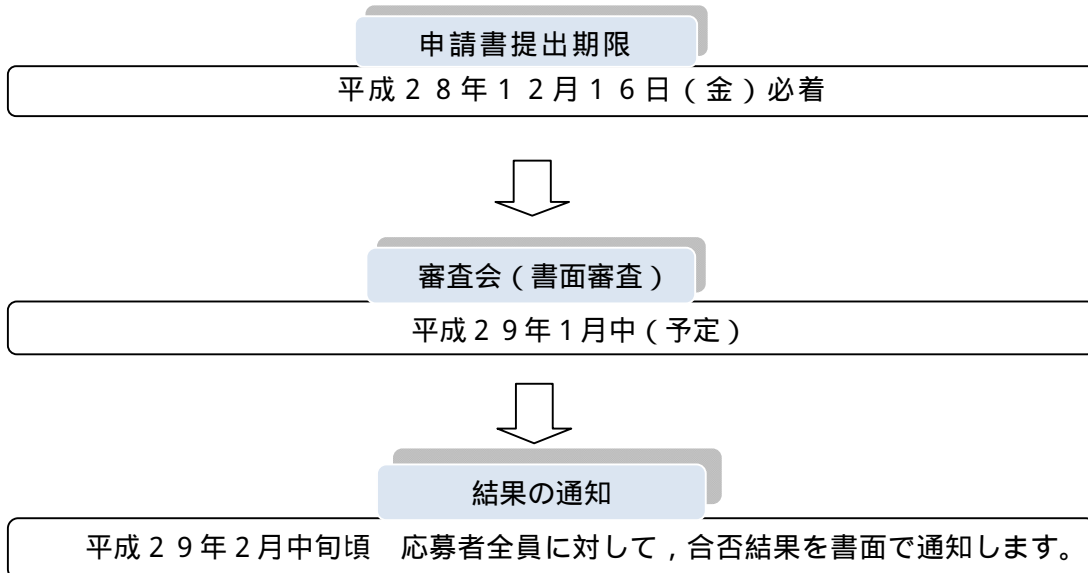 申請書提出期限
平成２８年１２月１６日（金）必着
審査会（書面審査）
平成２９年１月中（予定）
結果の通知
平成２９年２月中旬頃　応募者全員に対して，合否結果を書面で通知します。